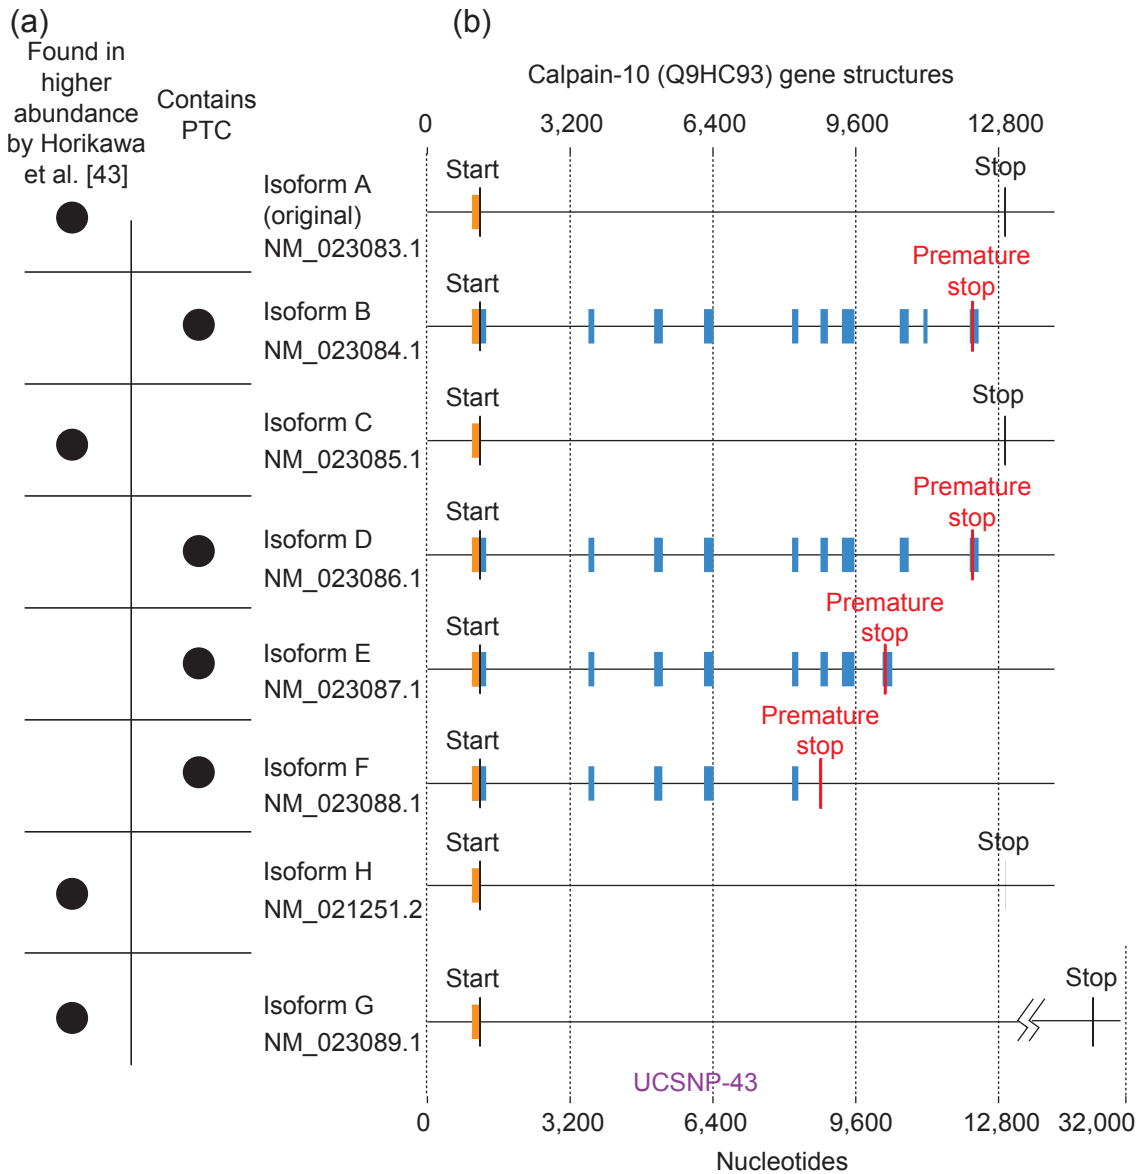 (a)
(b)
Found in
higher
abundance
by Horikawa
et al. [43]
Contains
PTC
Calpain-10 (Q9HC93) gene structures
0 3,200 6,400 9,600 12,800
Isoform A
(original)
NM_023083.1
Start
Stop
Isoform B
NM_023084.1
Start
Premature
stop
Isoform C
NM_023085.1
Start
Stop
Isoform D
NM_023086.1
Start
Premature
stop
Isoform E
NM_023087.1
Start
Premature
stop
Isoform F
NM_023088.1
Start
Premature
stop
Isoform H
NM_021251.2
Start
Stop
Isoform G
NM_023089.1
Start
Stop
UCSNP-43
0 3,200 6,400 9,600 12,800 32,000
Nucleotides